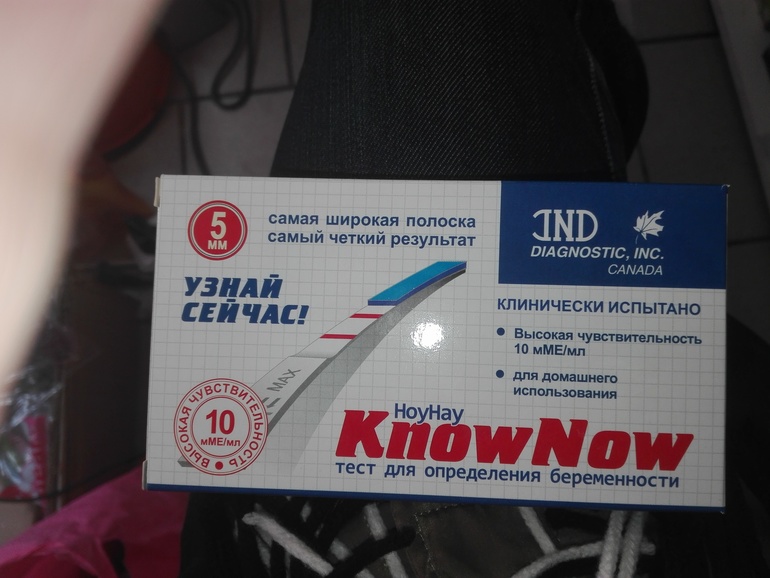 5
мм
самая широкая полоска
самый четкий результат
УЗНАЙ
СЕЙЧАС!
IND
DIAGNOSTIC, INC.
CANADA
КЛИНИЧЕСКИ ИСПЫТАНО
• Высокая чувствительность
10 мМЕ/мл
• для домашнего
использования
MAX
ВЫСОКАЯ ЧУВСТВИТЕЛЬНОСТЬ •
10
мМЕ/мл
НоуНау
KnowNow
тест для определения беременности